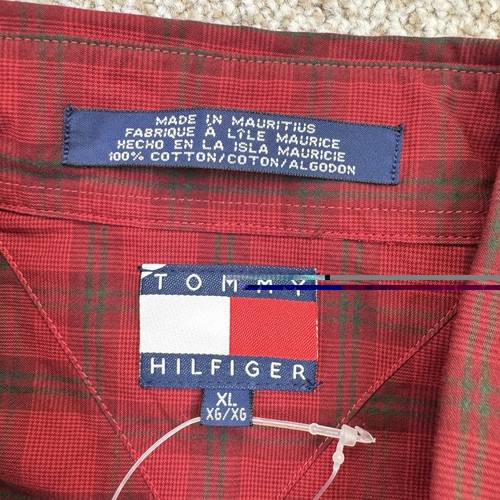 MADE IN MAURITIUS
FABRIQUE À L'ÎLE MAURICE
HECHO EN LA ISLA MAURICIE
100% COTTON/COTON/ALGODON
TOMMY
HILFIGER
XL
XG/XG